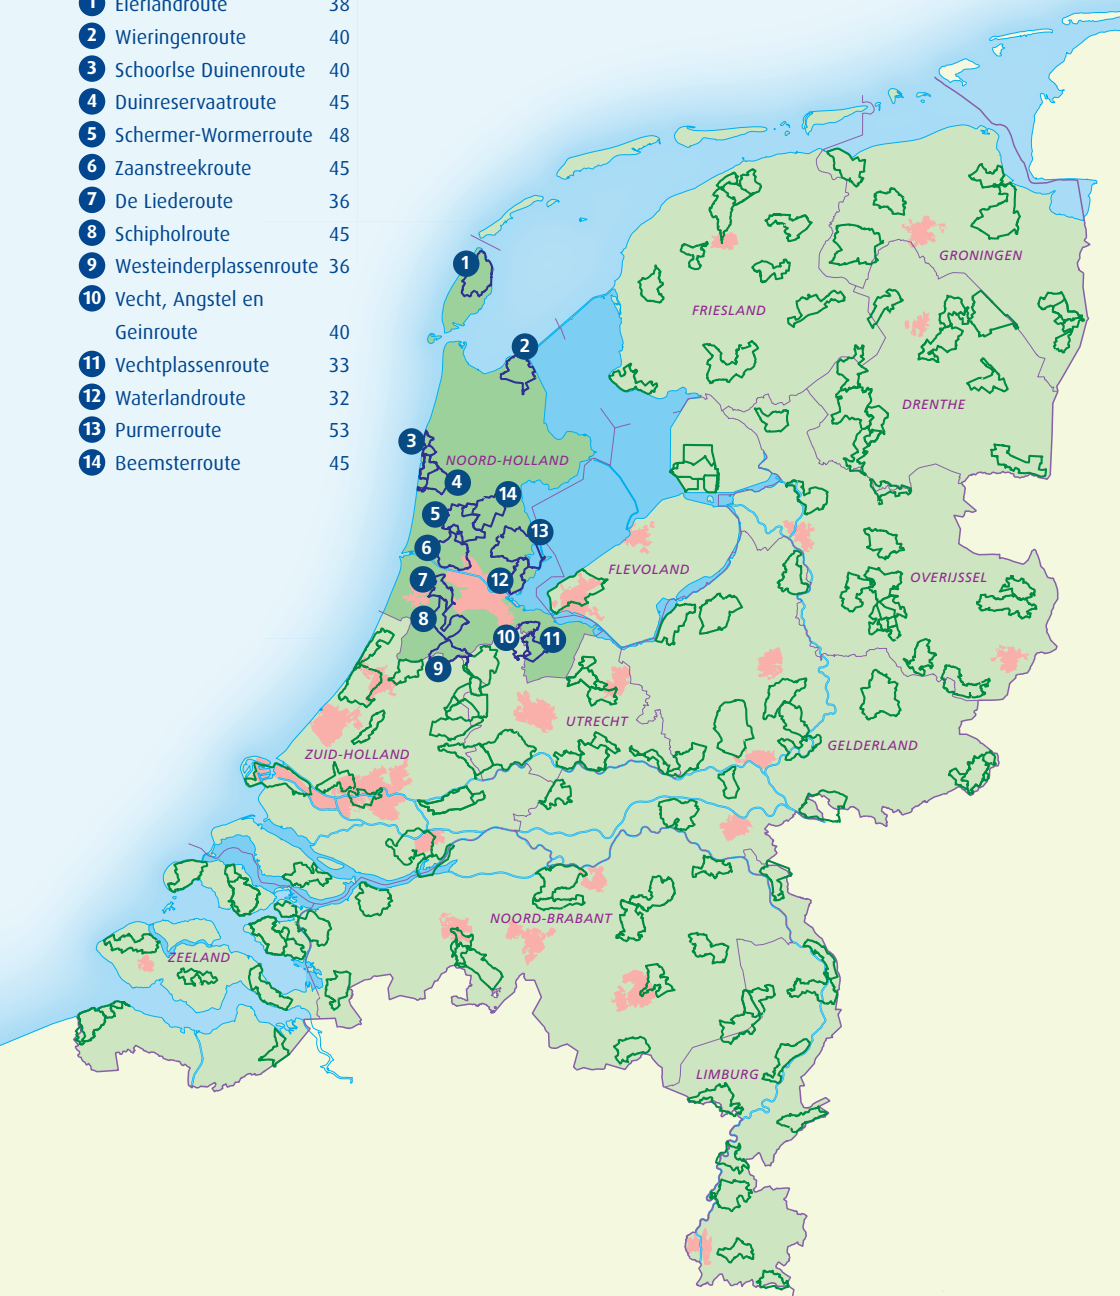 1 Eierlandroute 38
2 Wieringenroute 40
3 Schoorlse Duinenroute 40
4 Duinreservaatroute 45
5 Schermer-Wormerroute 48
6 Zaanstreekroute 45
7 De Liederoute 36
8 Schipholroute 45
9 Westeinderplassenroute 36
10 Vecht, Angstel en
Geinroute 40
11 Vechtplassenroute 33
12 Waterlandroute 32
13 Purmerroute 53
14 Beemsterroute 45
1
GRONINGEN
FRIESLAND
2
DRENTHE
3
NOORD-HOLLAND
4
14
5
13
6
FLEVOLAND
7
12
OVERIJSSEL
8
10
11
9
UTRECHT
GELDERLAND
ZUID-HOLLAND
NOORD-BRABANT
ZEELAND
LIMBURG